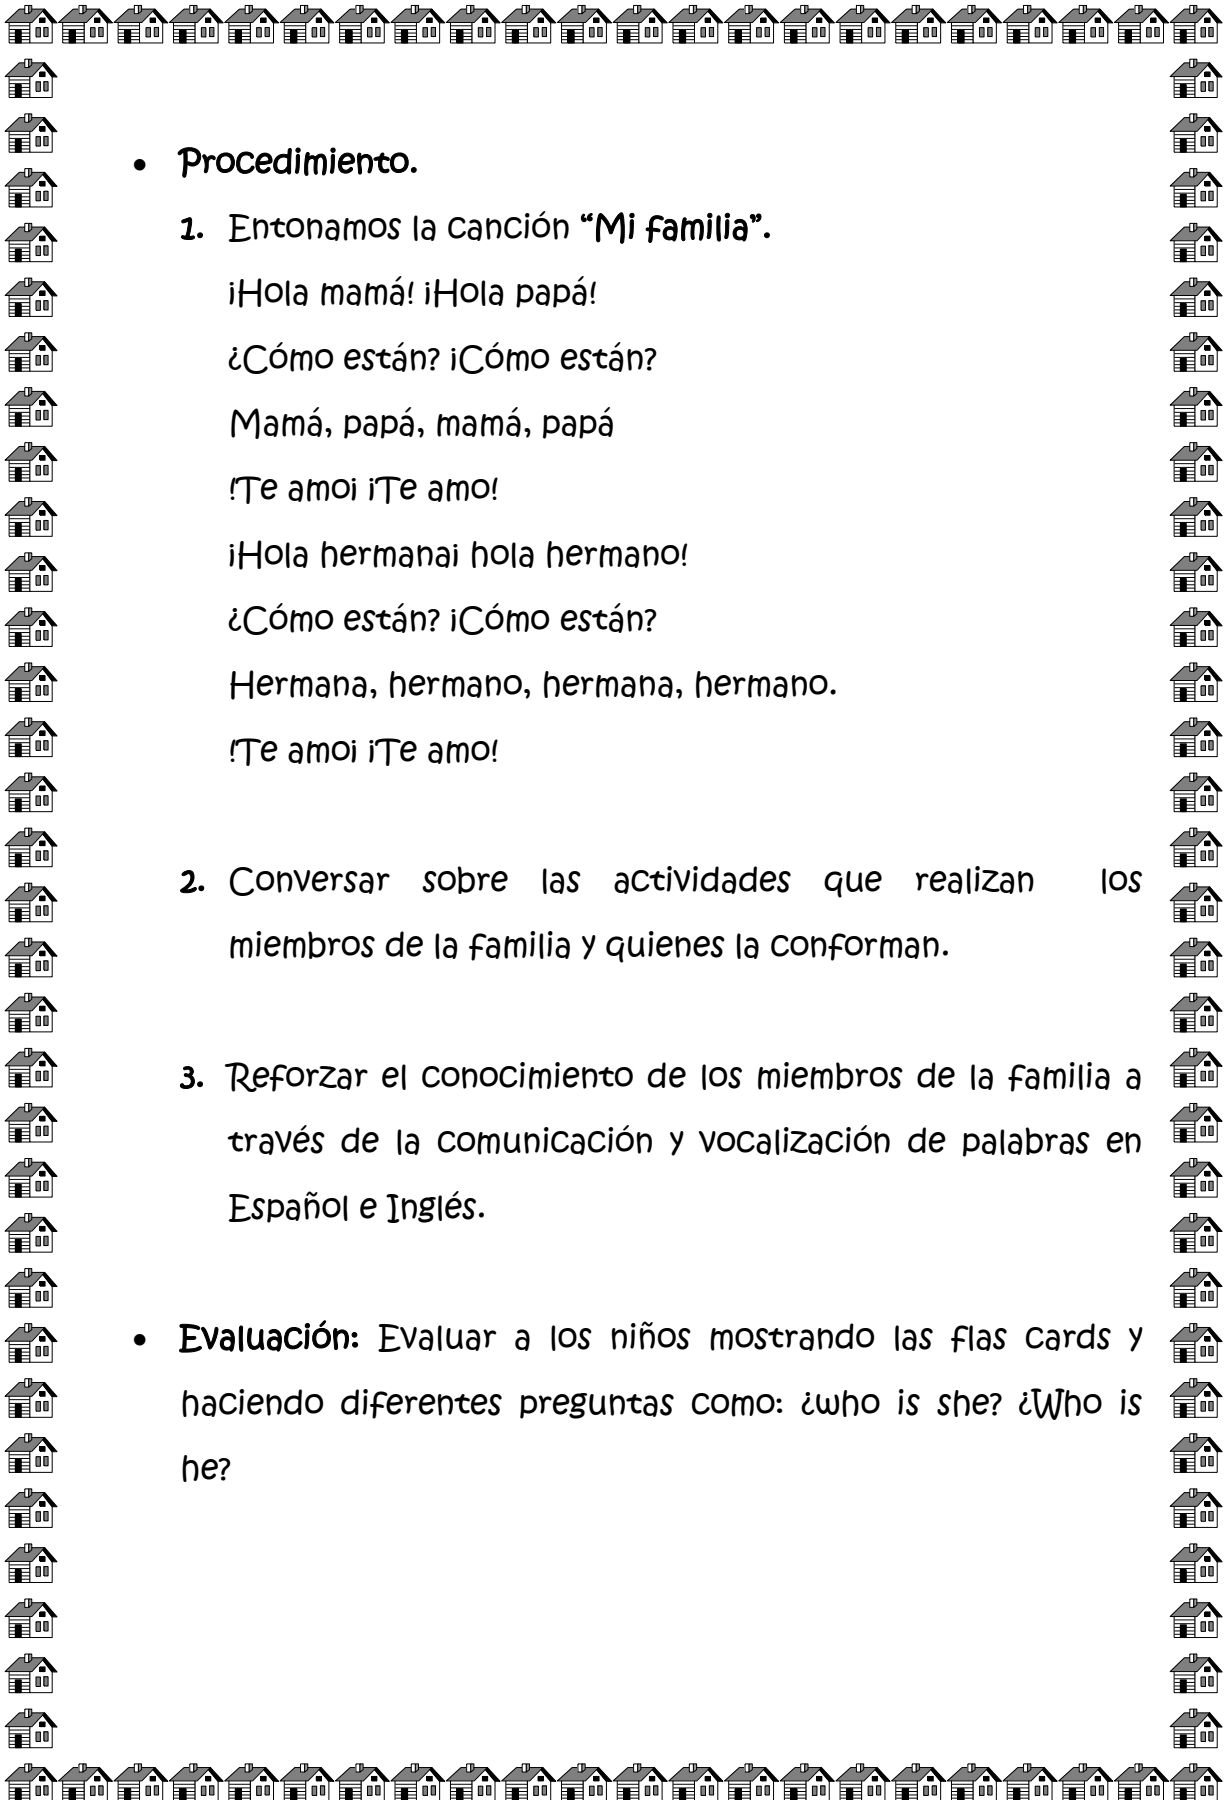 • Procedimiento.
1. Entonamos la canción “Mi familia”.
¡Hola mamá! ¡Hola papá!
¿Cómo están? ¡Cómo están?
Mamá, papá, mamá, papá
!Te amo¡ ¡Te amo!
¡Hola hermana¡ hola hermano!
¿Cómo están? ¡Cómo están?
Hermana, hermano, hermana, hermano.
!Te amo¡ ¡Te amo!
2. Conversar sobre las actividades que realizan los
miembros de la familia y quienes la conforman.
3. Reforzar el conocimiento de los miembros de la familia a
través de la comunicación y vocalización de palabras en
Español e Inglés.
• Evaluación: Evaluar a los niños mostrando las flas cards y
haciendo diferentes preguntas como: ¿who is she? ¿Who is
he?